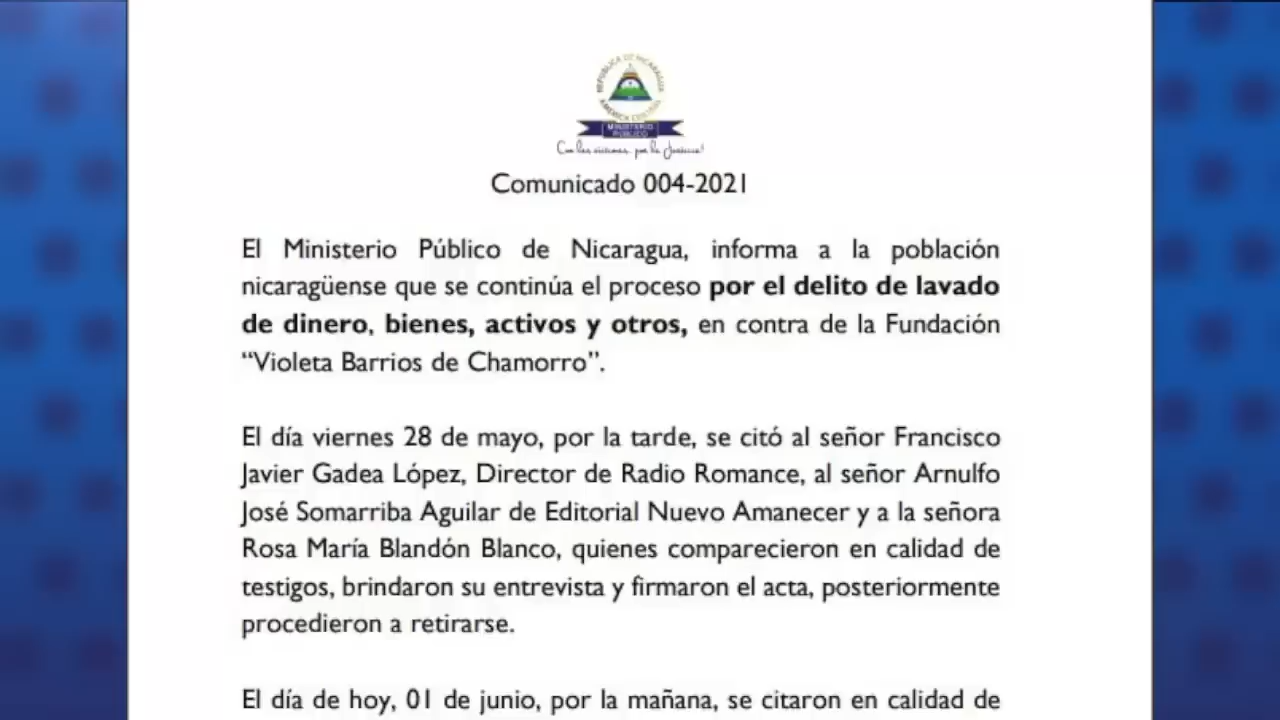 REPÚBLICA DE NICARAGUA
AMÉRICA CENTRAL
MINISTERIO
PÚBLICO
Con las víctimas, por la Justicia!
Comunicado 004-2021
El Ministerio Público de Nicaragua, informa a la población
nicaragüense que se continúa el proceso por el delito de lavado
de dinero, bienes, activos y otros, en contra de la Fundación
“Violeta Barrios de Chamorro”.
El día viernes 28 de mayo, por la tarde, se citó al señor Francisco
Javier Gadea López, Director de Radio Romance, al señor Arnulfo
José Somarriba Aguilar de Editorial Nuevo Amanecer y a la señora
Rosa María Blandón Blanco, quienes comparecieron en calidad de
testigos, brindaron su entrevista y firmaron el acta, posteriormente
procedieron a retirarse.
El día de hoy, 01 de junio, por la mañana, se citaron en calidad de